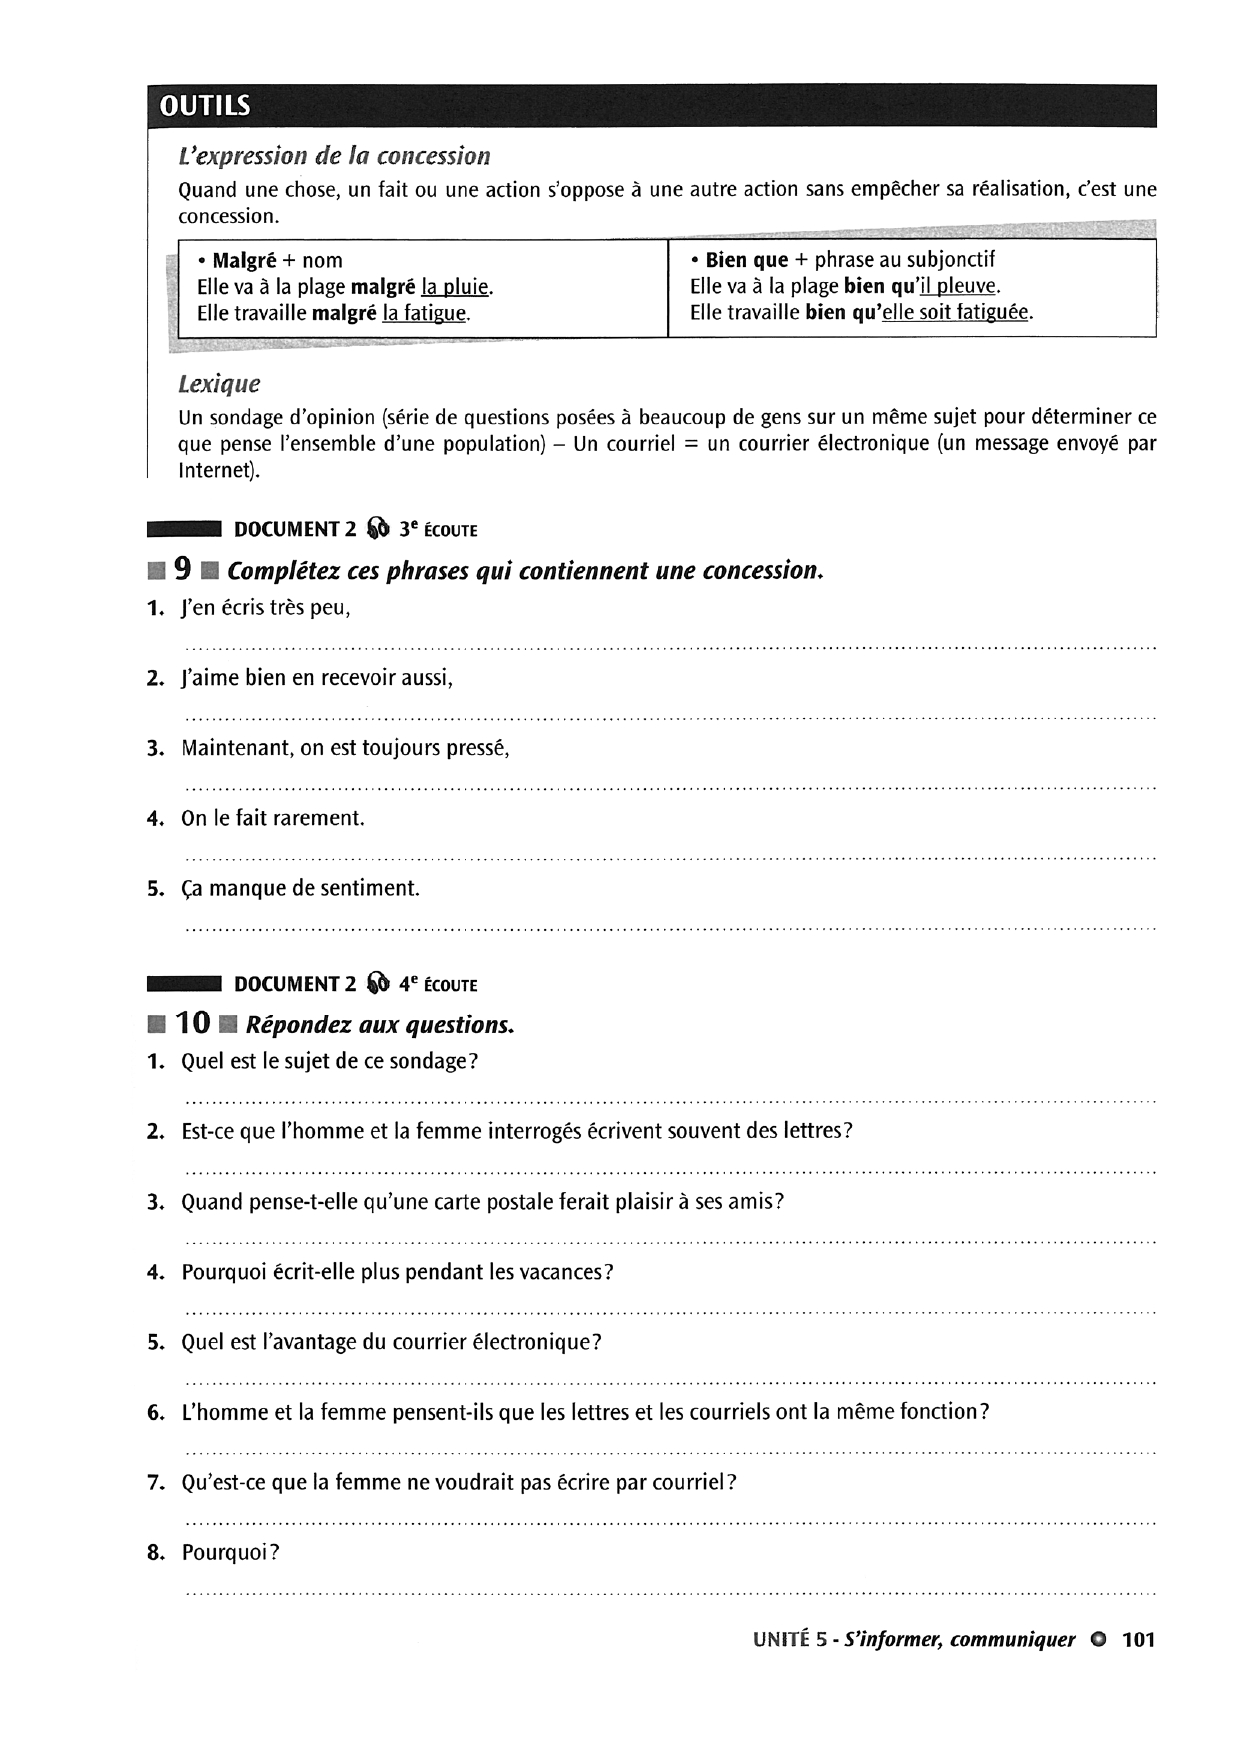 OUTILS
L'expression de la concession
Quand une chose, un fait ou une action s'oppose à une autre action sans empêcher sa réalisation, c'est une
concession.
• Malgré + nom
Elle va à la plage malgré la pluie.
Elle travaille malgré la fatigue.
• Bien que + phrase au subjonctif
Elle va à la plage bien qu'il pleuve.
Elle travaille bien qu'elle soit fatiguée.
Lexique
Un sondage d'opinion (série de questions posées à beaucoup de gens sur un même sujet pour déterminer ce
que pense l'ensemble d'une population) – Un courriel = un courrier électronique (un message envoyé par
Internet).
DOCUMENT 2 3e ÉCOUTE
9 Complétez ces phrases qui contiennent une concession.
1. J'en écris très peu,
2. J'aime bien en recevoir aussi,
3. Maintenant, on est toujours pressé,
4. On le fait rarement.
5. Ça manque de sentiment.
DOCUMENT 2 4e ÉCOUTE
10 Répondez aux questions.
1. Quel est le sujet de ce sondage?
2. Est-ce que l'homme et la femme interrogés écrivent souvent des lettres?
3. Quand pense-t-elle qu'une carte postale ferait plaisir à ses amis?
4. Pourquoi écrit-elle plus pendant les vacances?
5. Quel est l'avantage du courrier électronique?
6. L'homme et la femme pensent-ils que les lettres et les courriels ont la même fonction?
7. Qu'est-ce que la femme ne voudrait pas écrire par courriel?
8. Pourquoi?
UNITÉ 5 - S'informer, communiquer 101